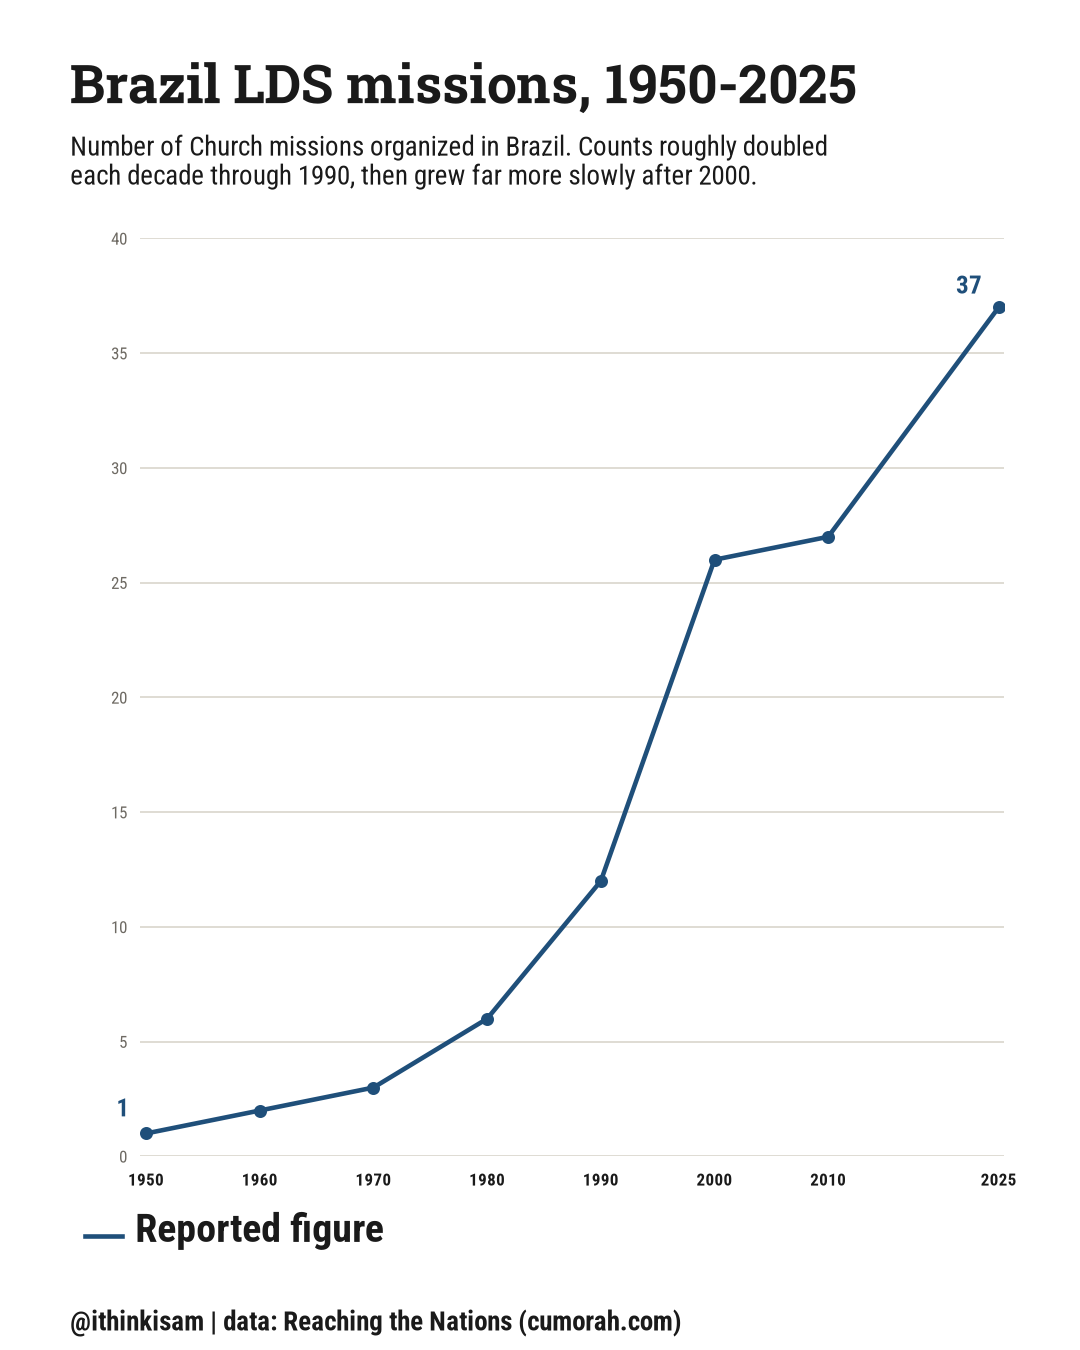 Brazil LDS missions, 1950-2025
Number of Church missions organized in Brazil. Counts roughly doubled
each decade through 1990, then grew far more slowly after 2000.
40
37
35
30
25
20
15
10
5
1
0
1950 1960 1970 1980 1990 2000 2010 2025
Reported figure
@ithinkisam | data: Reaching the Nations (cumorah.com)